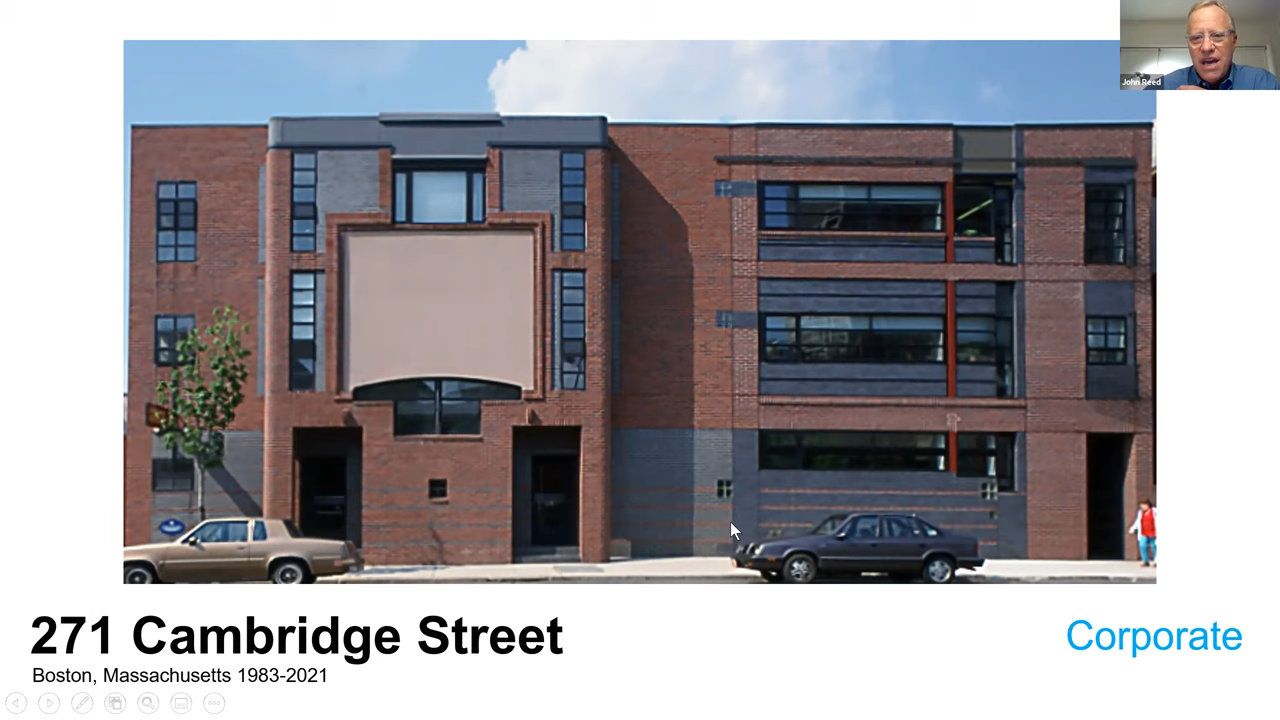 John Reed
271 Cambridge Street
Corporate
Boston, Massachusetts 1983-2021